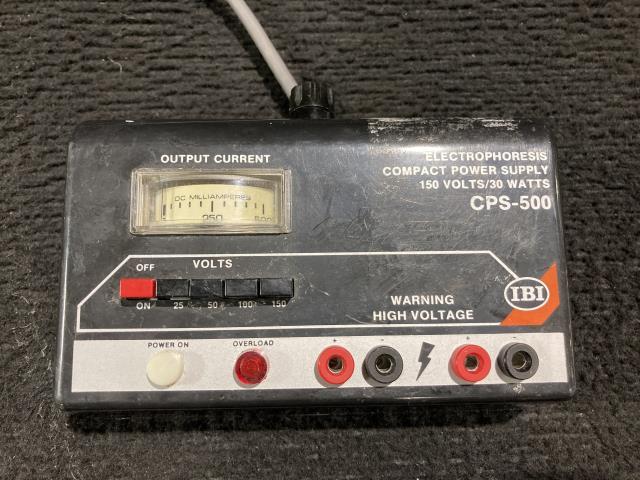 OUTPUT CURRENT
DC MILLIAMPERES
250
500
ELECTROPHORESIS
COMPACT POWER SUPPLY
150 VOLTS/30 WATTS
CPS-500
OFF
VOLTS
ON 25 50 100 150
WARNING
HIGH VOLTAGE
IBI
POWER ON
OVERLOAD
+ - + -